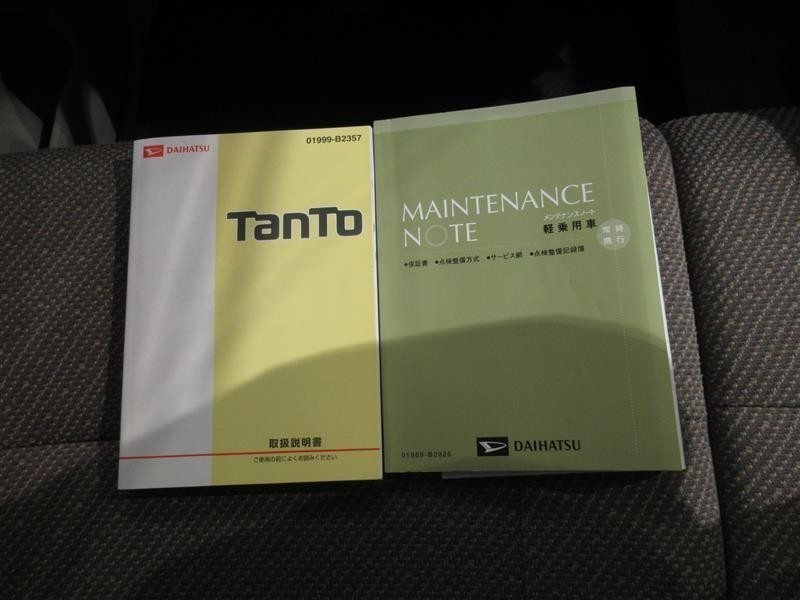 DAIHATSU
01999-B2357
TanTo
取扱説明書
ご使用の前によくお読みください
MAINTENANCE
NOTE
メンテナンスノート
軽乗用車
常時
携行
●保証書 ●点検整備方式 ●サービス網 ●点検整備記録簿
01989-B2025
DAIHATSU